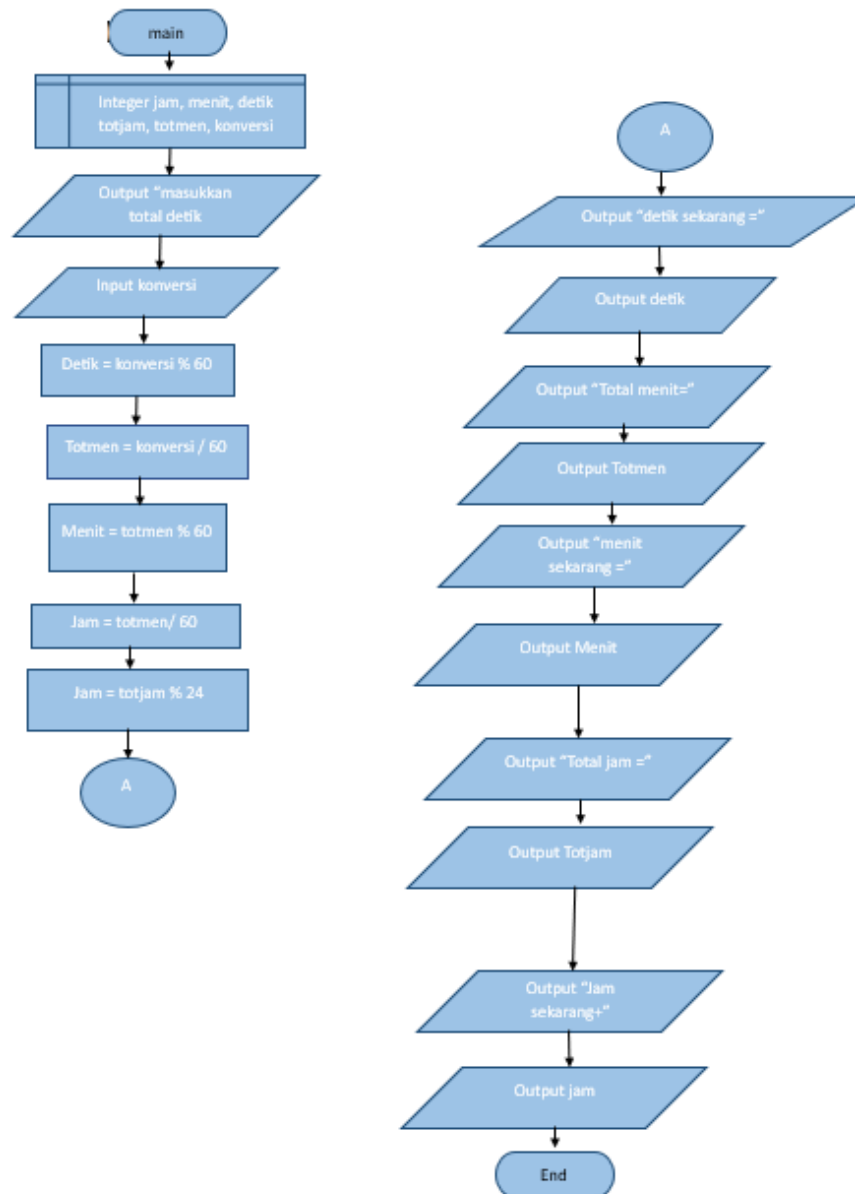 main
Integer jam, menit, detik
totjam, totmen, konversi
Output “masukkan
total detik
Input konversi
Detik = konversi % 60
Totmen = konversi / 60
Menit = totmen % 60
Jam = totmen/ 60
Jam = totjam % 24
A
A
Output “detik sekarang =”
Output detik
Output “Total menit=”
Output Totmen
Output “menit
sekarang =”
Output Menit
Output “Total jam =”
Output Totjam
Output “Jam
sekarang+”
Output jam
End